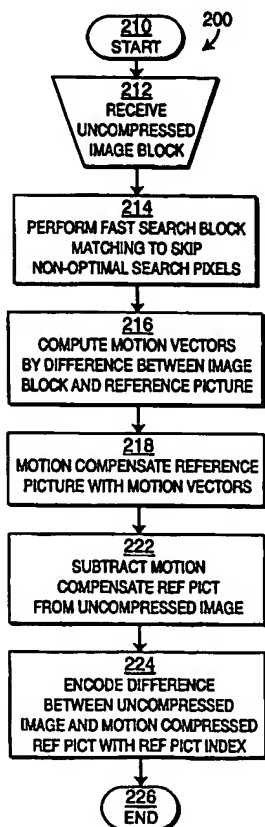 210
START
200
212
RECEIVE
UNCOMPRESSED
IMAGE BLOCK
214
PERFORM FAST SEARCH BLOCK
MATCHING TO SKIP
NON-OPTIMAL SEARCH PIXELS
216
COMPUTE MOTION VECTORS
BY DIFFERENCE BETWEEN IMAGE
BLOCK AND REFERENCE PICTURE
218
MOTION COMPENSATE REFERENCE
PICTURE WITH MOTION VECTORS
222
SUBTRACT MOTION
COMPENSATE REF PICT
FROM UNCOMPRESSED IMAGE
224
ENCODE DIFFERENCE
BETWEEN UNCOMPRESSED
IMAGE AND MOTION COMPRESSED
REF PICT WITH REF PICT INDEX
226
END